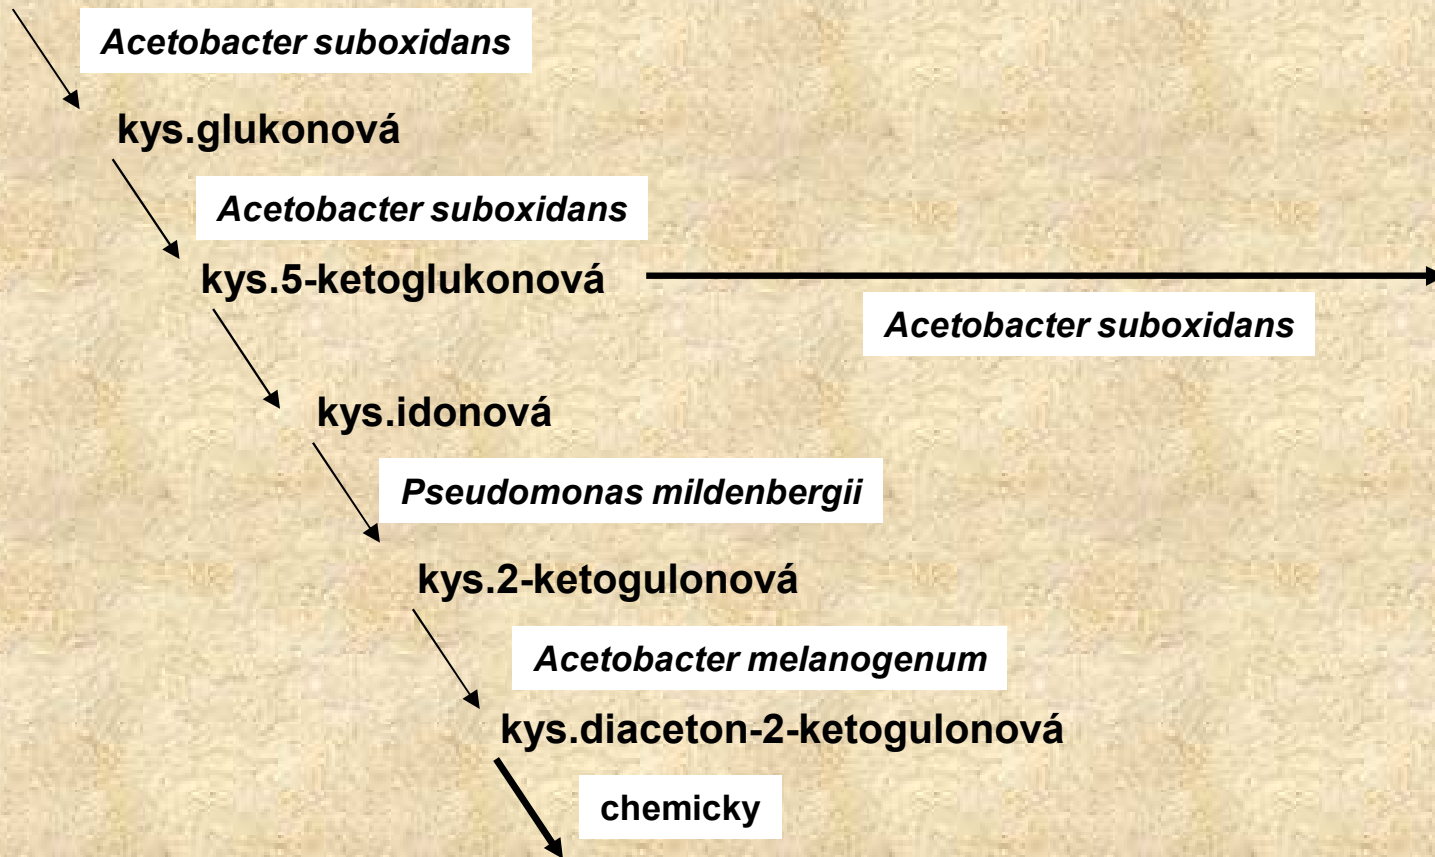 Acetobacter suboxidans
kys.glukonová
Acetobacter suboxidans
kys.5-ketoglukonová
Acetobacter suboxidans
kys.idonová
Pseudomonas mildenbergii
kys.2-ketogulonová
Acetobacter melanogenum
kys.diaceton-2-ketogulonová
chemicky